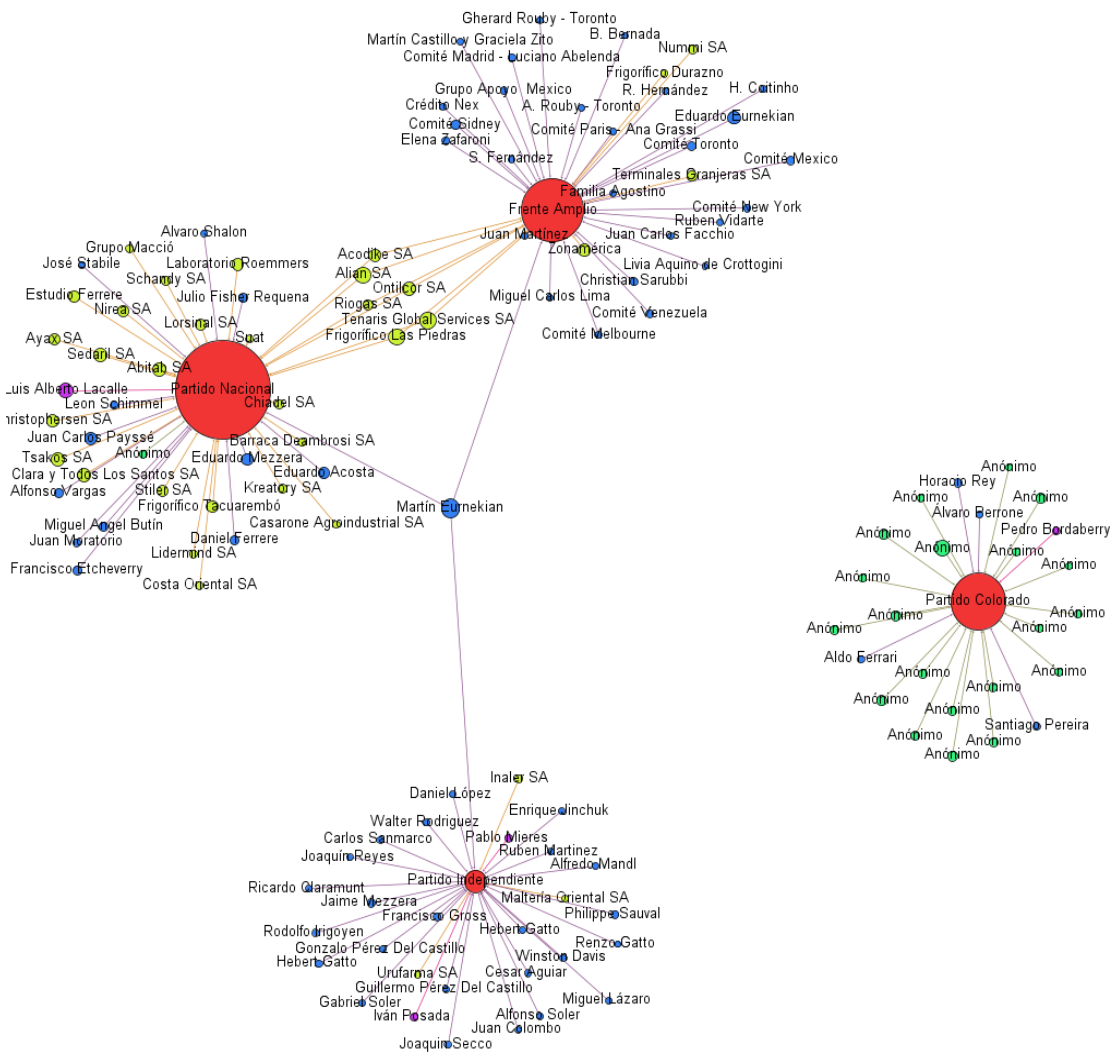 Gherard Rouby - Toronto
B. Bernada
Martín Castillo y Graciela Zito
Nummi SA
Comité Madrid - Luciano Abelenda
Frigorífico Durazno
H. Coitinho
Grupo Apoyo Mexico
R. Hernández
Crédito Nex
A. Rouby - Toronto
Eduardo Eurnekian
Comité Sidney
Comité Paris - Ana Grassi
Elena Zafaroni
Comité Toronto
S. Fernández
Comité Mexico
Terminales Granjeras SA
Familia Agostino
Frente Amplio
Comité New York
Ruben Vidarte
Juan Martínez
Juan Carlos Facchio
Zonamérica
Livia Aquino de Crottogini
Christian Sarubbi
Miguel Carlos Lima
Comité Venezuela
Comité Melbourne
Alvaro Shalon
Grupo Macció
Acodike SA
José Stabile
Laboratorio Roemmers
Schandy SA
Alian SA
Ontilcor SA
Estudio Ferrere
Julio Fisher Requena
Riogas SA
Nirea SA
Lorsinal SA
Tenaris Global Services SA
Ayax SA
Suat
Frigorífico Las Piedras
Sedaril SA
Abitab SA
Luis Alberto Lacalle
Partido Nacional
Leon Schimmel
Chiadel SA
hristophersen SA
Juan Carlos Payssé
Barraca Deambrosi SA
Tsakos SA
Anónimo
Eduardo Mezzera
Clara y Todos Los Santos SA
Eduardo Acosta
Alfonso Vargas
Stiler SA
Kreatory SA
Frigorífico Tacuarembó
Martín Eurnekian
Miguel Angel Butín
Casarone Agroindustrial SA
Juan Moratorio
Daniel Ferrere
Lidermind SA
Francisco Etcheverry
Costa Oriental SA
Anónimo
Horacio Rey
Anónimo
Anónimo
Álvaro Perrone
Pedro Bordaberry
Anónimo
Anónimo
Anónimo
Anónimo
Anónimo
Partido Colorado
Anónimo
Anónimo
Anónimo
Anónimo
Aldo Ferrari
Anónimo
Anónimo
Anónimo
Anónimo
Anónimo
Santiago Pereira
Anónimo
Anónimo
Anónimo
Inaler SA
Daniel López
Enrique Jinchuk
Walter Rodriguez
Carlos Sanmarco
Pablo Mieres
Joaquín Reyes
Ruben Martinez
Alfredo Mandl
Partido Independiente
Ricardo Claramunt
Jaime Mezzera
Malteria Oriental SA
Francisco Gross
Philippe Sauval
Rodolfo Irigoyen
Hebert Gatto
Gonzalo Pérez Del Castillo
Renzo Gatto
Hebert Gatto
Winston Davis
Urufarma SA
Cesar Aguiar
Guillermo Pérez Del Castillo
Miguel Lázaro
Gabriel Soler
Iván Posada
Alfonso Soler
Juan Colombo
Joaquin Secco